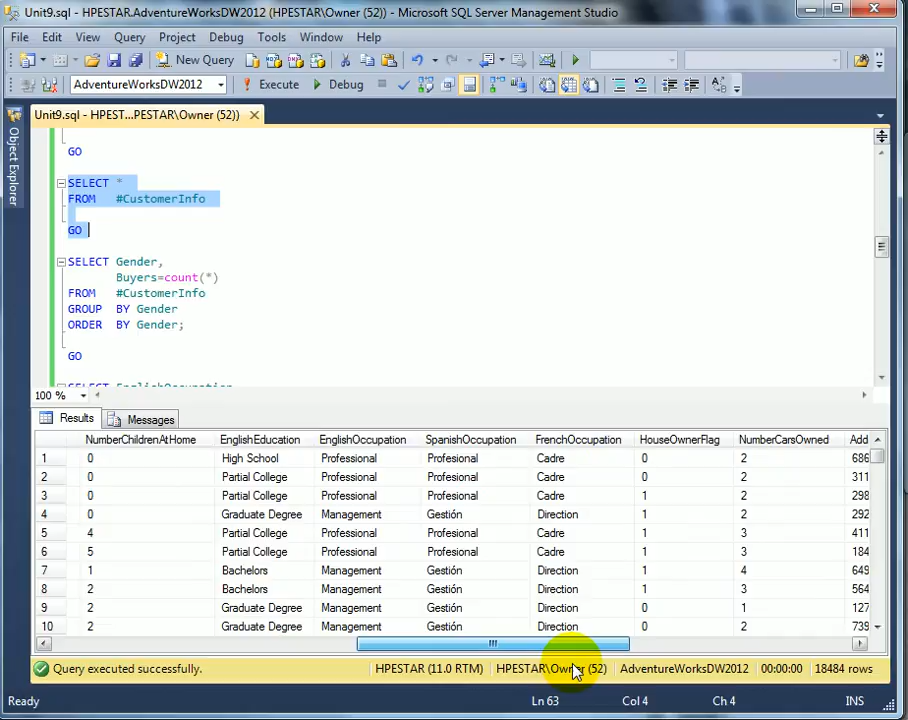 Unit9.sql - HPESTAR.AdventureWorksDW2012 (HPESTAR\Owner (52)) - Microsoft SQL Server Management Studio
File Edit View Query Project Debug Tools Window Help
New Query
AdventureWorksDW2012 Execute Debug
Unit9.sql - HPEST...PESTAR\Owner (52))
Object Explorer
GO
SELECT *
FROM #CustomerInfo
GO
SELECT Gender,
Buyers=count(*)
FROM #CustomerInfo
GROUP BY Gender
ORDER BY Gender;
GO
SELECT EnglishOccupation
100 %
Results Messages
NumberChildrenAtHome EnglishEducation EnglishOccupation SpanishOccupation FrenchOccupation HouseOwnerFlag NumberCarsOwned Add
1 0 High School Professional Profesional Cadre 0 2 686
2 0 Partial College Professional Profesional Cadre 0 2 311
3 0 Partial College Professional Profesional Cadre 1 2 298
4 0 Graduate Degree Management Gestión Direction 1 2 292
5 4 Partial College Professional Profesional Cadre 1 3 411
6 5 Partial College Professional Profesional Cadre 1 3 184
7 1 Bachelors Management Gestión Direction 1 4 649
8 2 Bachelors Management Gestión Direction 1 3 564
9 2 Graduate Degree Management Gestión Direction 0 1 127
10 2 Graduate Degree Management Gestión Direction 0 2 739
Query executed successfully. HPESTAR (11.0 RTM) HPESTAR\Owner (52) AdventureWorksDW2012 00:00:00 18484 rows
Ready Ln 63 Col 4 Ch 4 INS